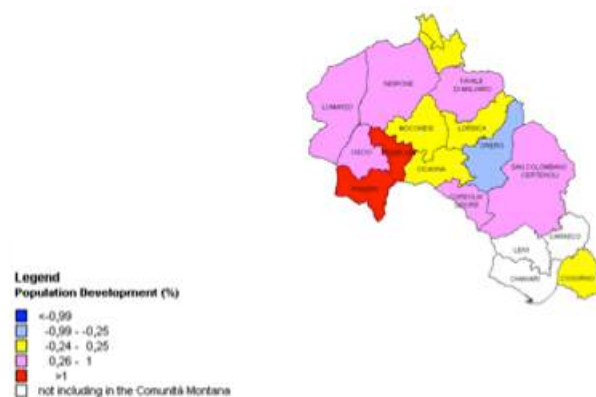 NEIRONE
FAVALE
DI MALVARO
LUMARZO
MOCONESI
LORSICA
ORERO
USCIO
CICAGNA
SAN COLOMBANO
CERTENOLI
COREGLIA
LIGURE
CARASCO
LEIVI
CHIAVARI
COGORNO
Legend
Population Development (%)
<-0,99
-0,99 - -0,25
-0,24 - 0,25
0,26 - 1
>1
not including in the Comunitá Montana